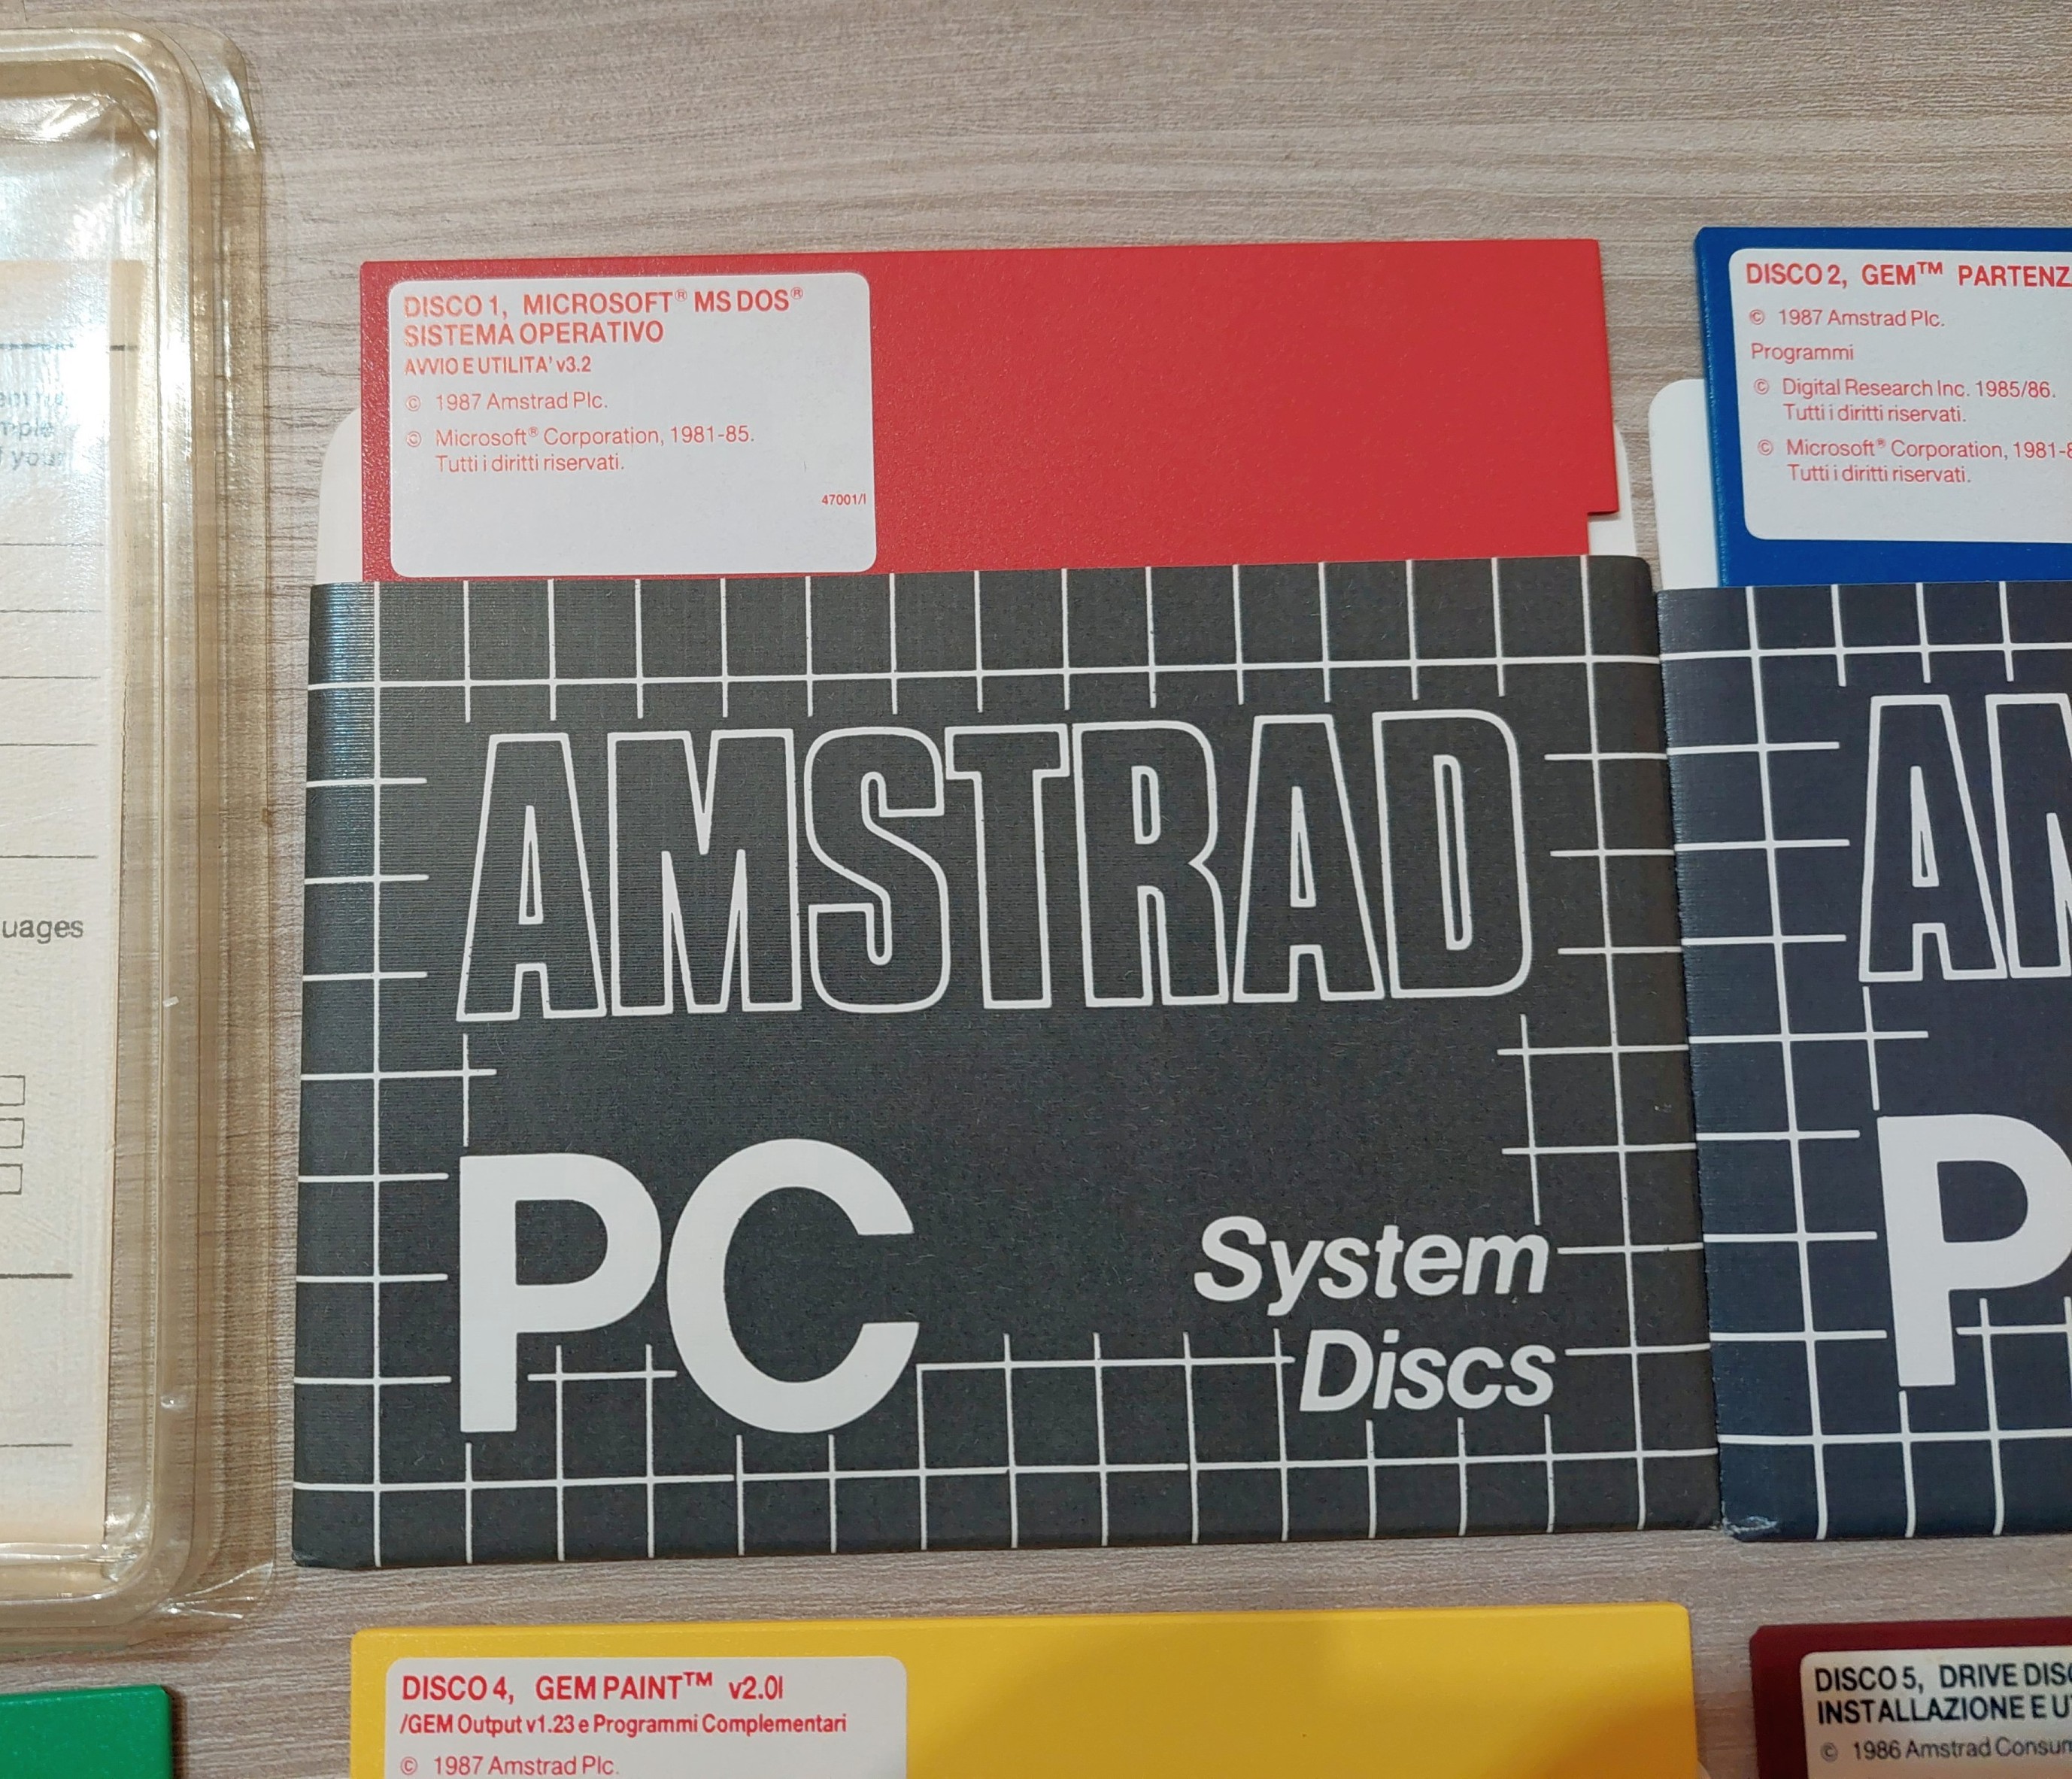 uages
DISCO 1, MICROSOFT® MS DOS®
SISTEMA OPERATIVO
AVVIO E UTILITA' v3.2
© 1987 Amstrad Plc.
© Microsoft® Corporation, 1981-85.
Tutti i diritti riservati.
47001/I
AMSTRAD
PC
System
Discs
DISCO 2, GEM™ PARTENZ
© 1987 Amstrad Plc.
Programmi
© Digital Research Inc. 1985/86.
Tutti i diritti riservati.
© Microsoft® Corporation, 1981-8
Tutti i diritti riservati.
AM
P
DISCO 4, GEM PAINT™ v2.0I
/GEM Output v1.23 e Programmi Complementari
© 1987 Amstrad Plc.
DISCO 5, DRIVE DISC
INSTALLAZIONE E U
© 1986 Amstrad Consum